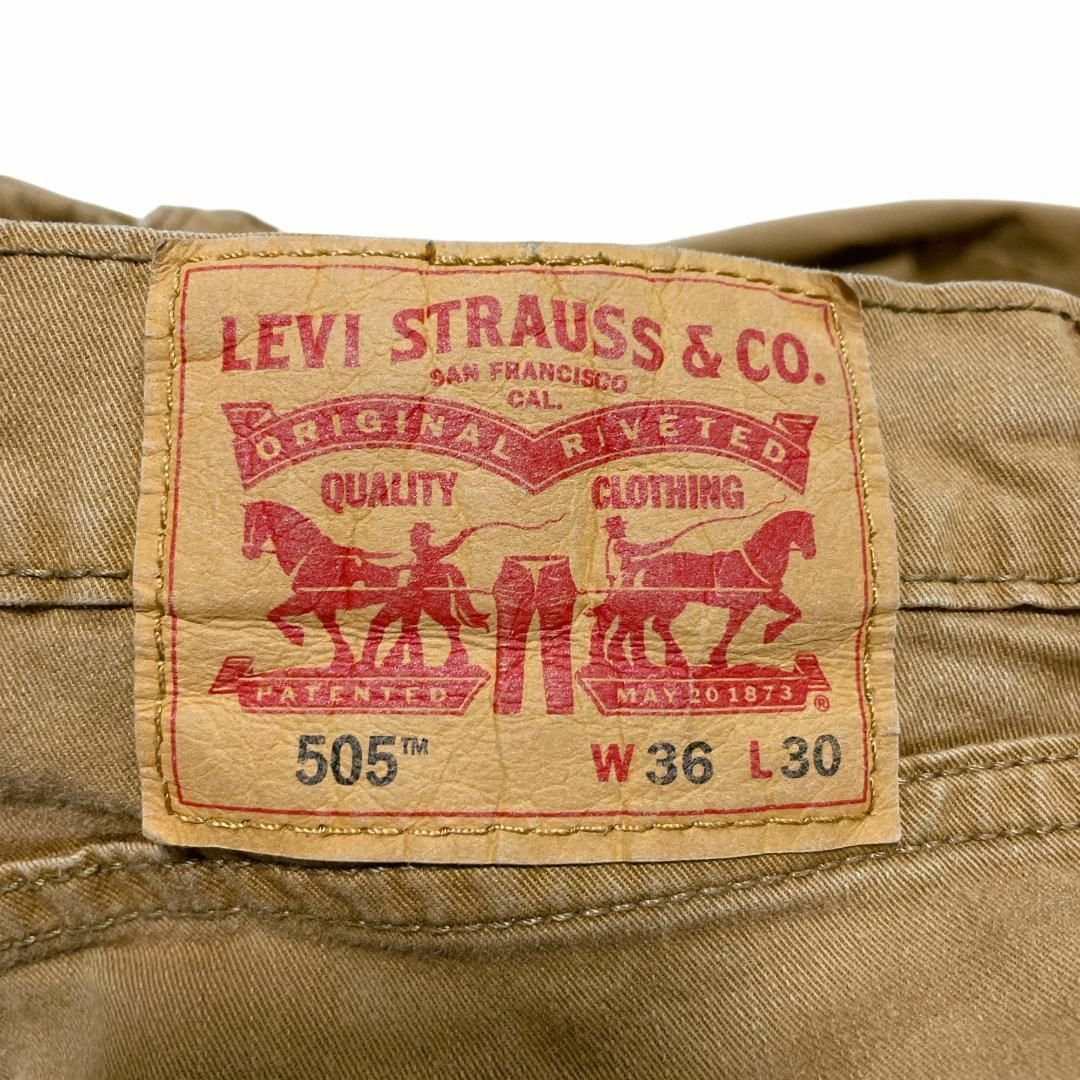 LEVI STRAUSS & CO.
SAN FRANCISCO
CAL.
ORIGINAL RIVETED
QUALITY CLOTHING
PATENTED MAY 20 1873 ®
505™ W 36 L 30